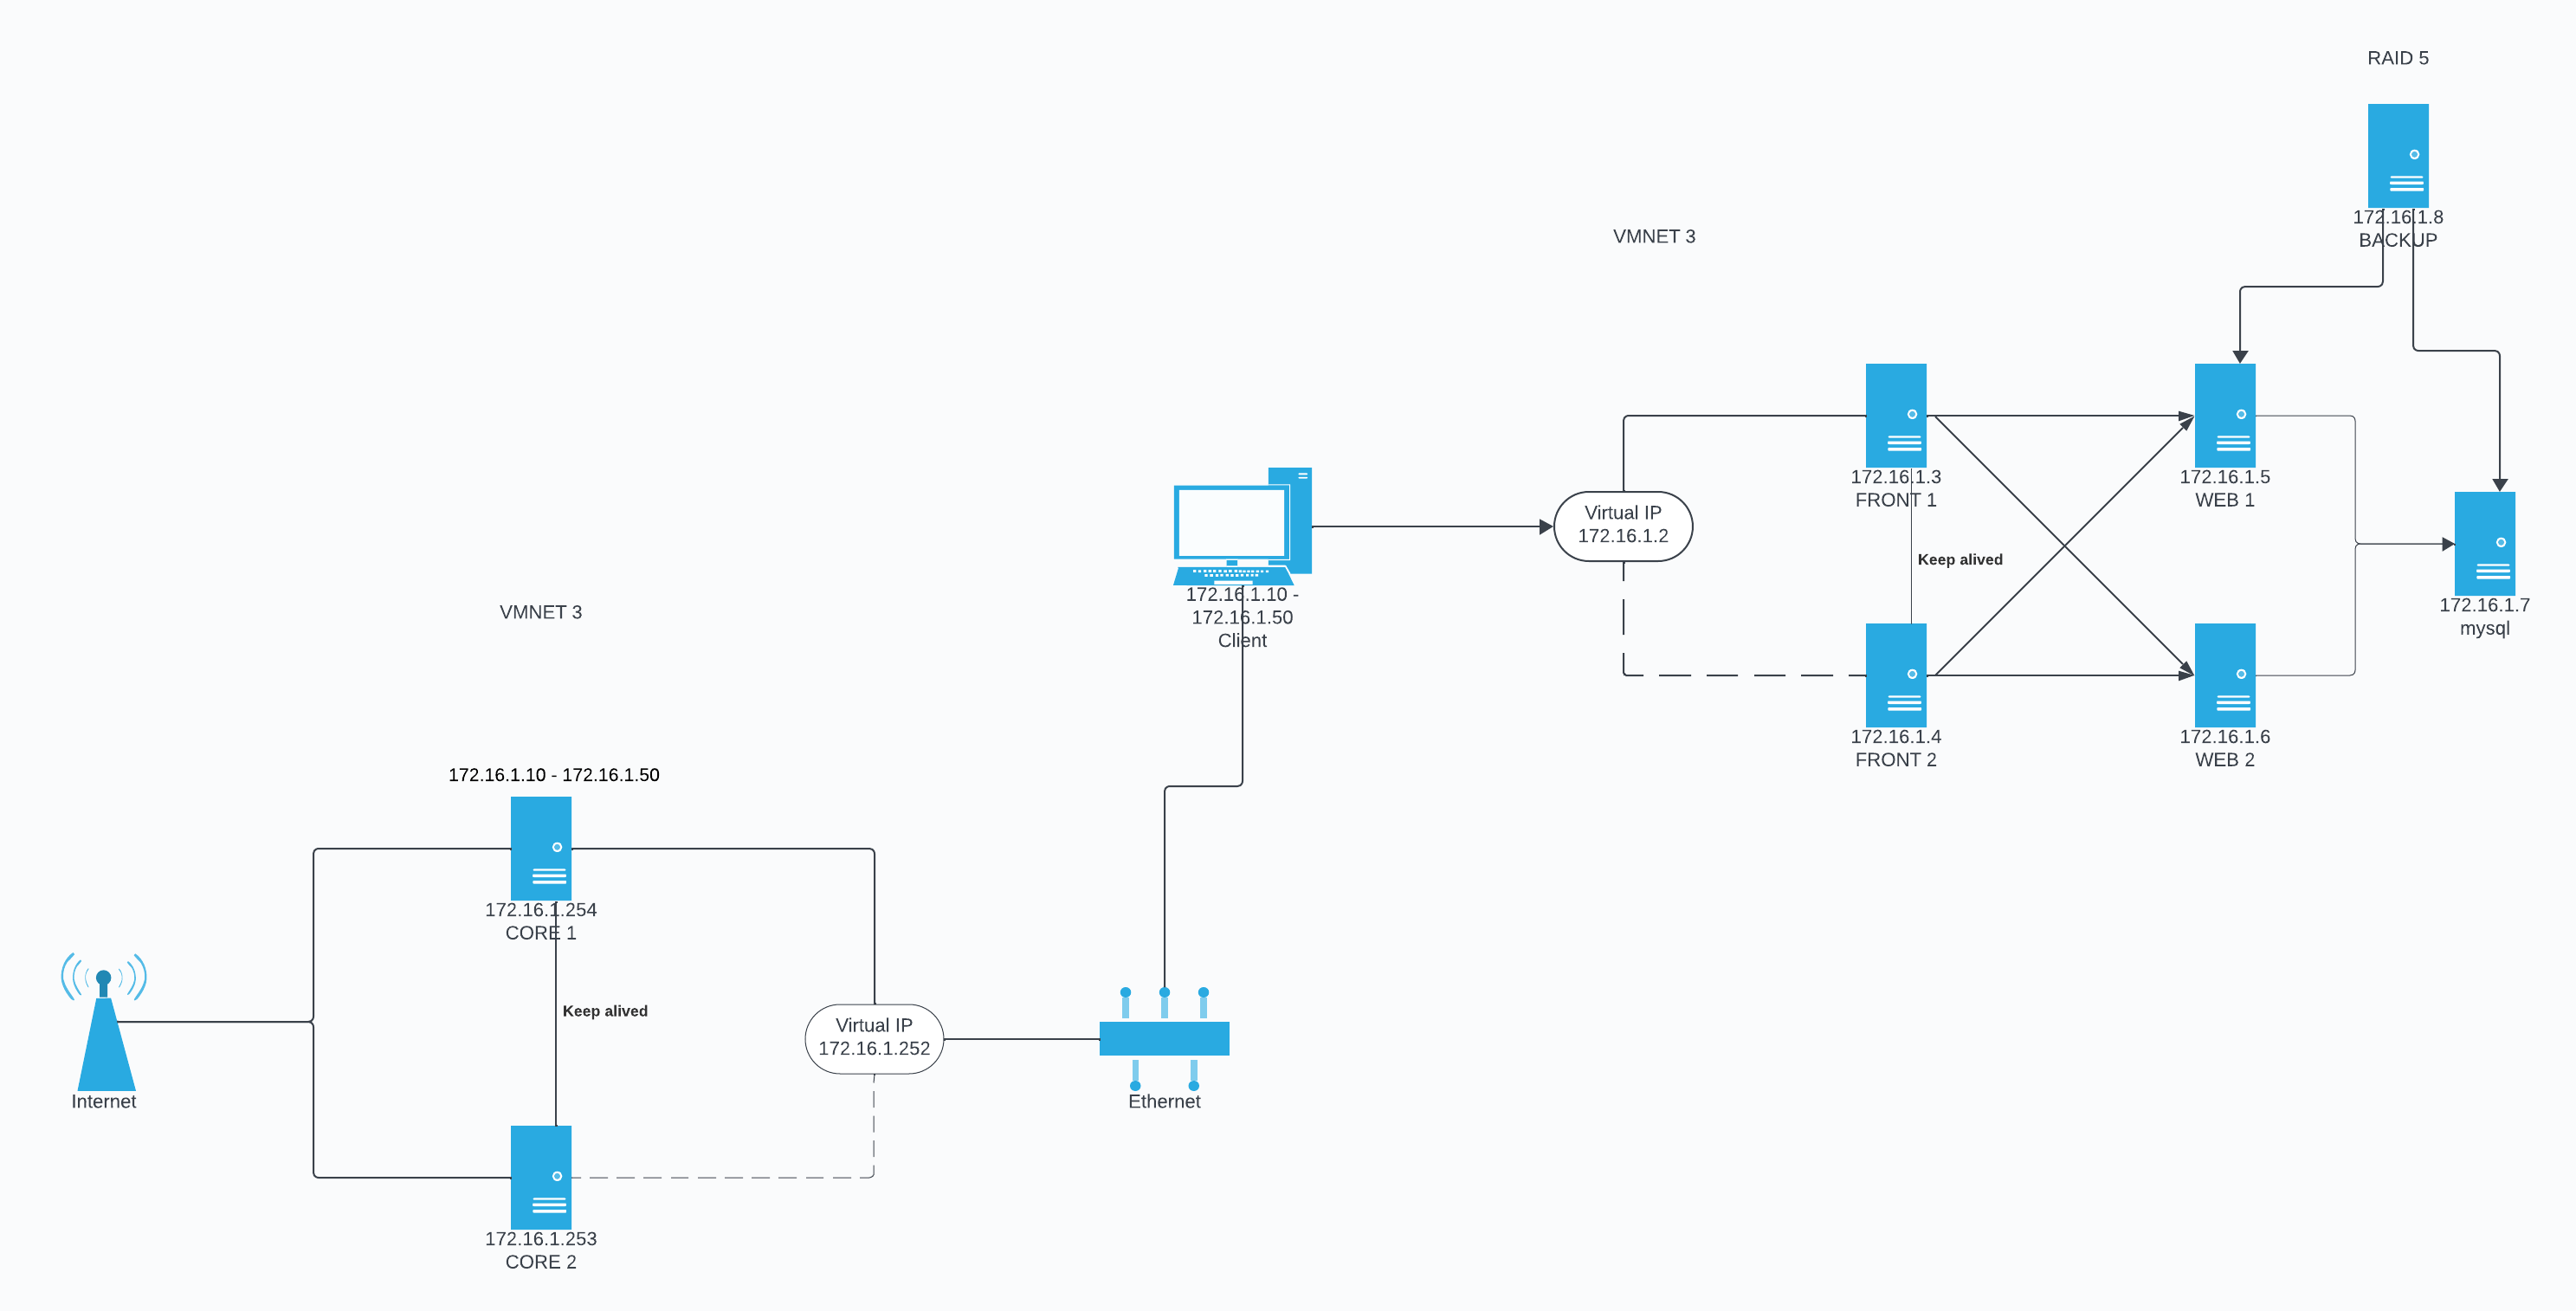 RAID 5
172.16.1.8
BACKUP
VMNET 3
172.16.1.3
FRONT 1
172.16.1.5
WEB 1
Virtual IP
172.16.1.2
Keep alived
172.16.1.10 -
172.16.1.50
Client
172.16.1.7
mysql
VMNET 3
172.16.1.4
FRONT 2
172.16.1.6
WEB 2
172.16.1.10 - 172.16.1.50
172.16.1.254
CORE 1
Keep alived
Virtual IP
172.16.1.252
Internet
Ethernet
172.16.1.253
CORE 2